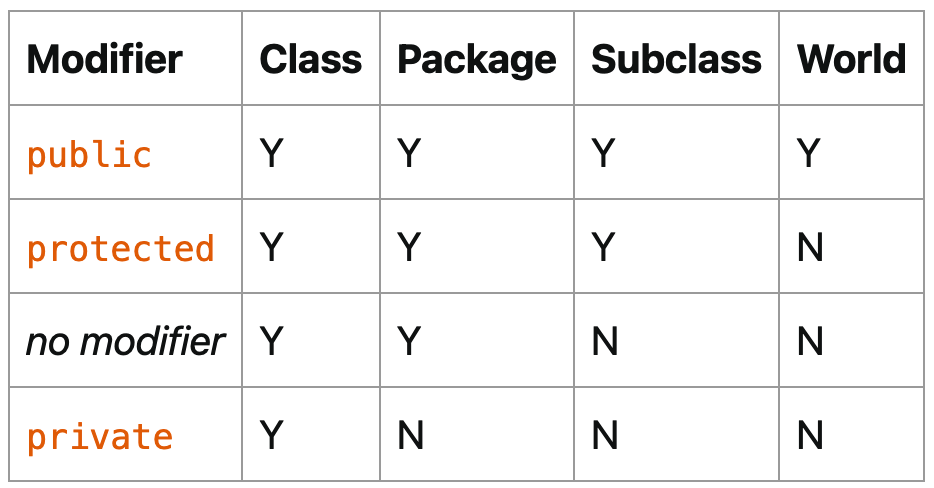 Modifier Class Package Subclass World
public Y Y Y Y
protected Y Y Y N
no modifier Y Y N N
private Y N N N